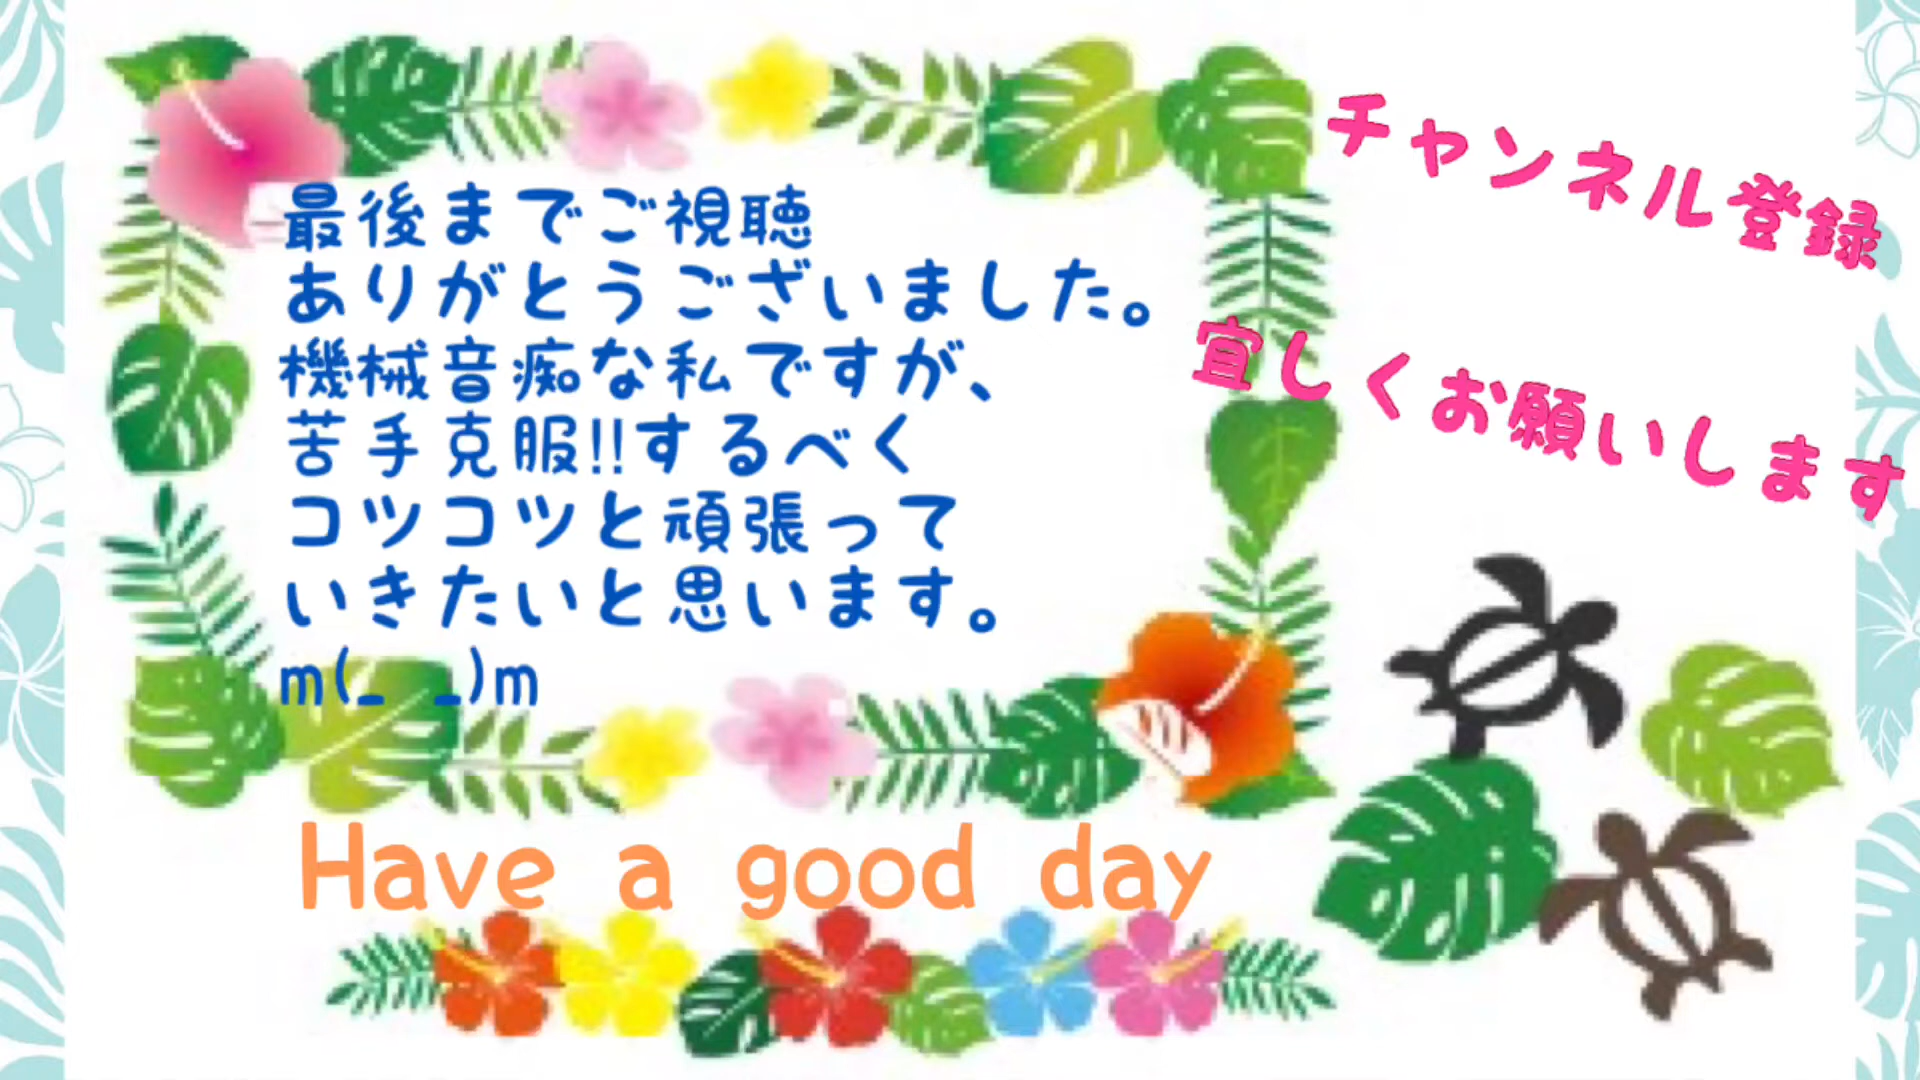 最後までご視聴
ありがとうございました。
機械音痴な私ですが、
苦手克服!!するべく
コツコツと頑張って
いきたいと思います。
m(_ _)m
チャンネル登録
宜しくお願いします
Have a good day